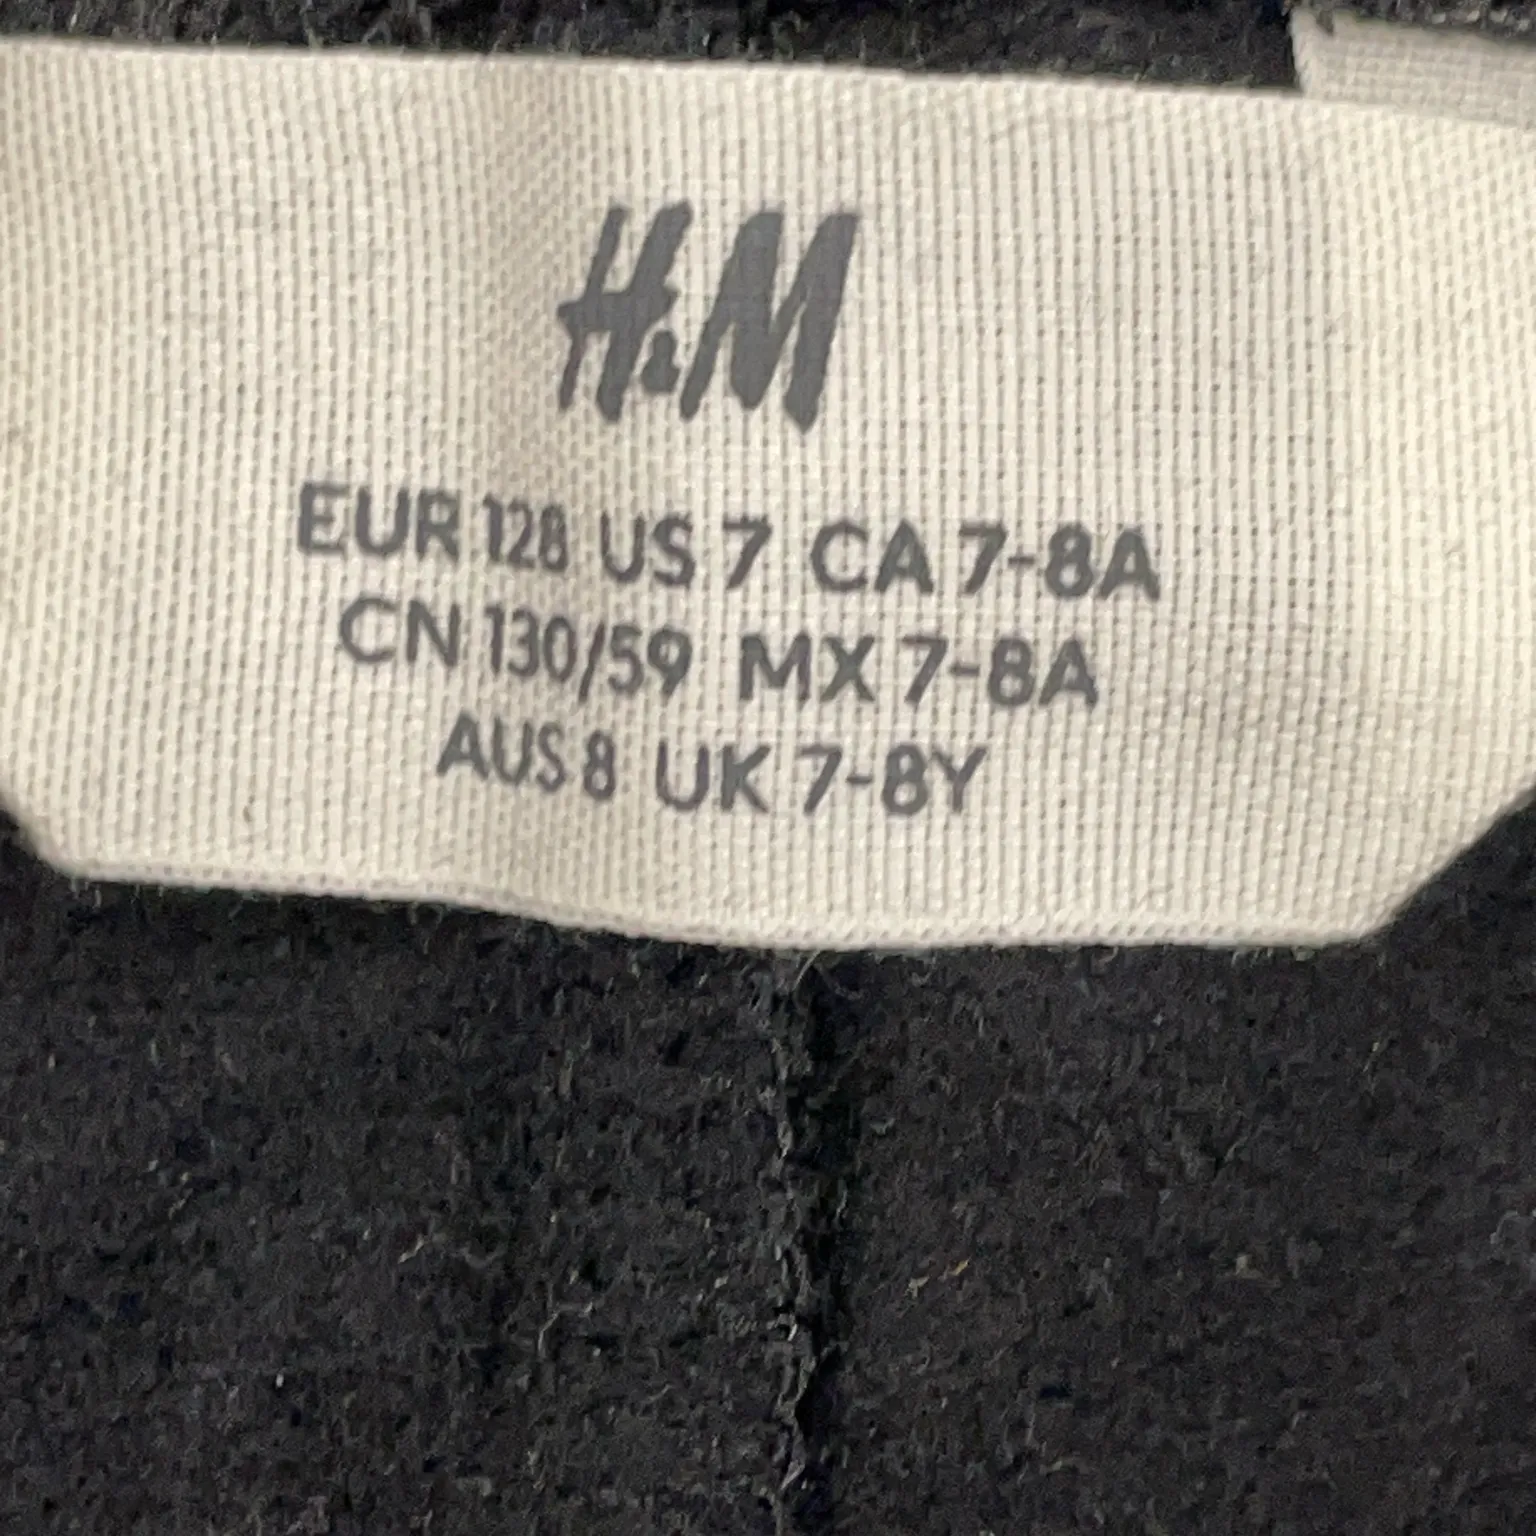 H&M
EUR 128 US 7 CA 7-8A
CN 130/59 MX 7-8A
AUS 8 UK 7-8Y